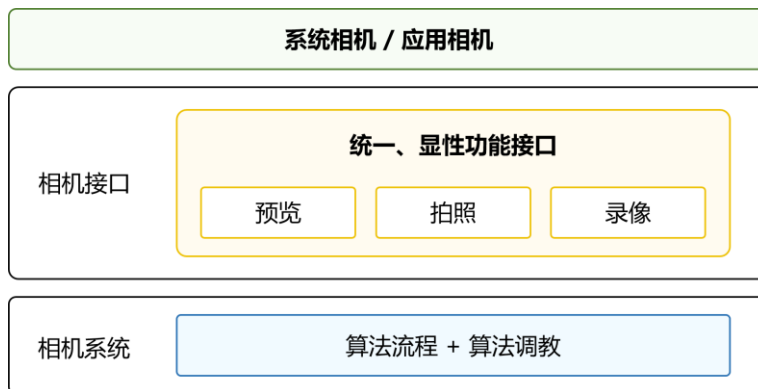 系统相机 / 应用相机
统一、显性功能接口
相机接口
预览 拍照 录像
相机系统 算法流程 + 算法调教